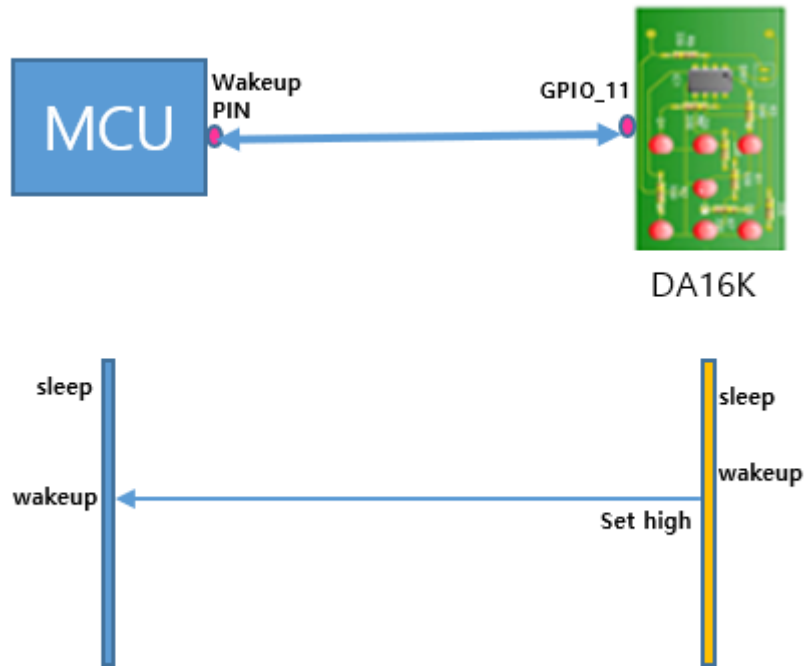 MCU
Wakeup
PIN
GPIO_11
DA16K
sleep
sleep
wakeup
wakeup
Set high